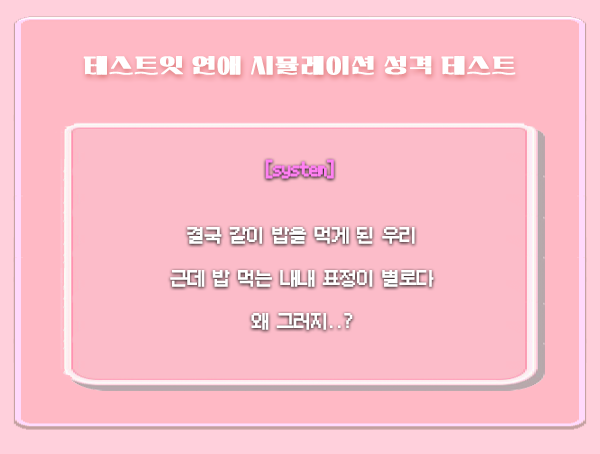 테스트잇 연애 시뮬레이션 성격 테스트
[system]
결국 같이 밥을 먹게 된 우리
근데 밥 먹는 내내 표정이 별로다
왜 그러지..?